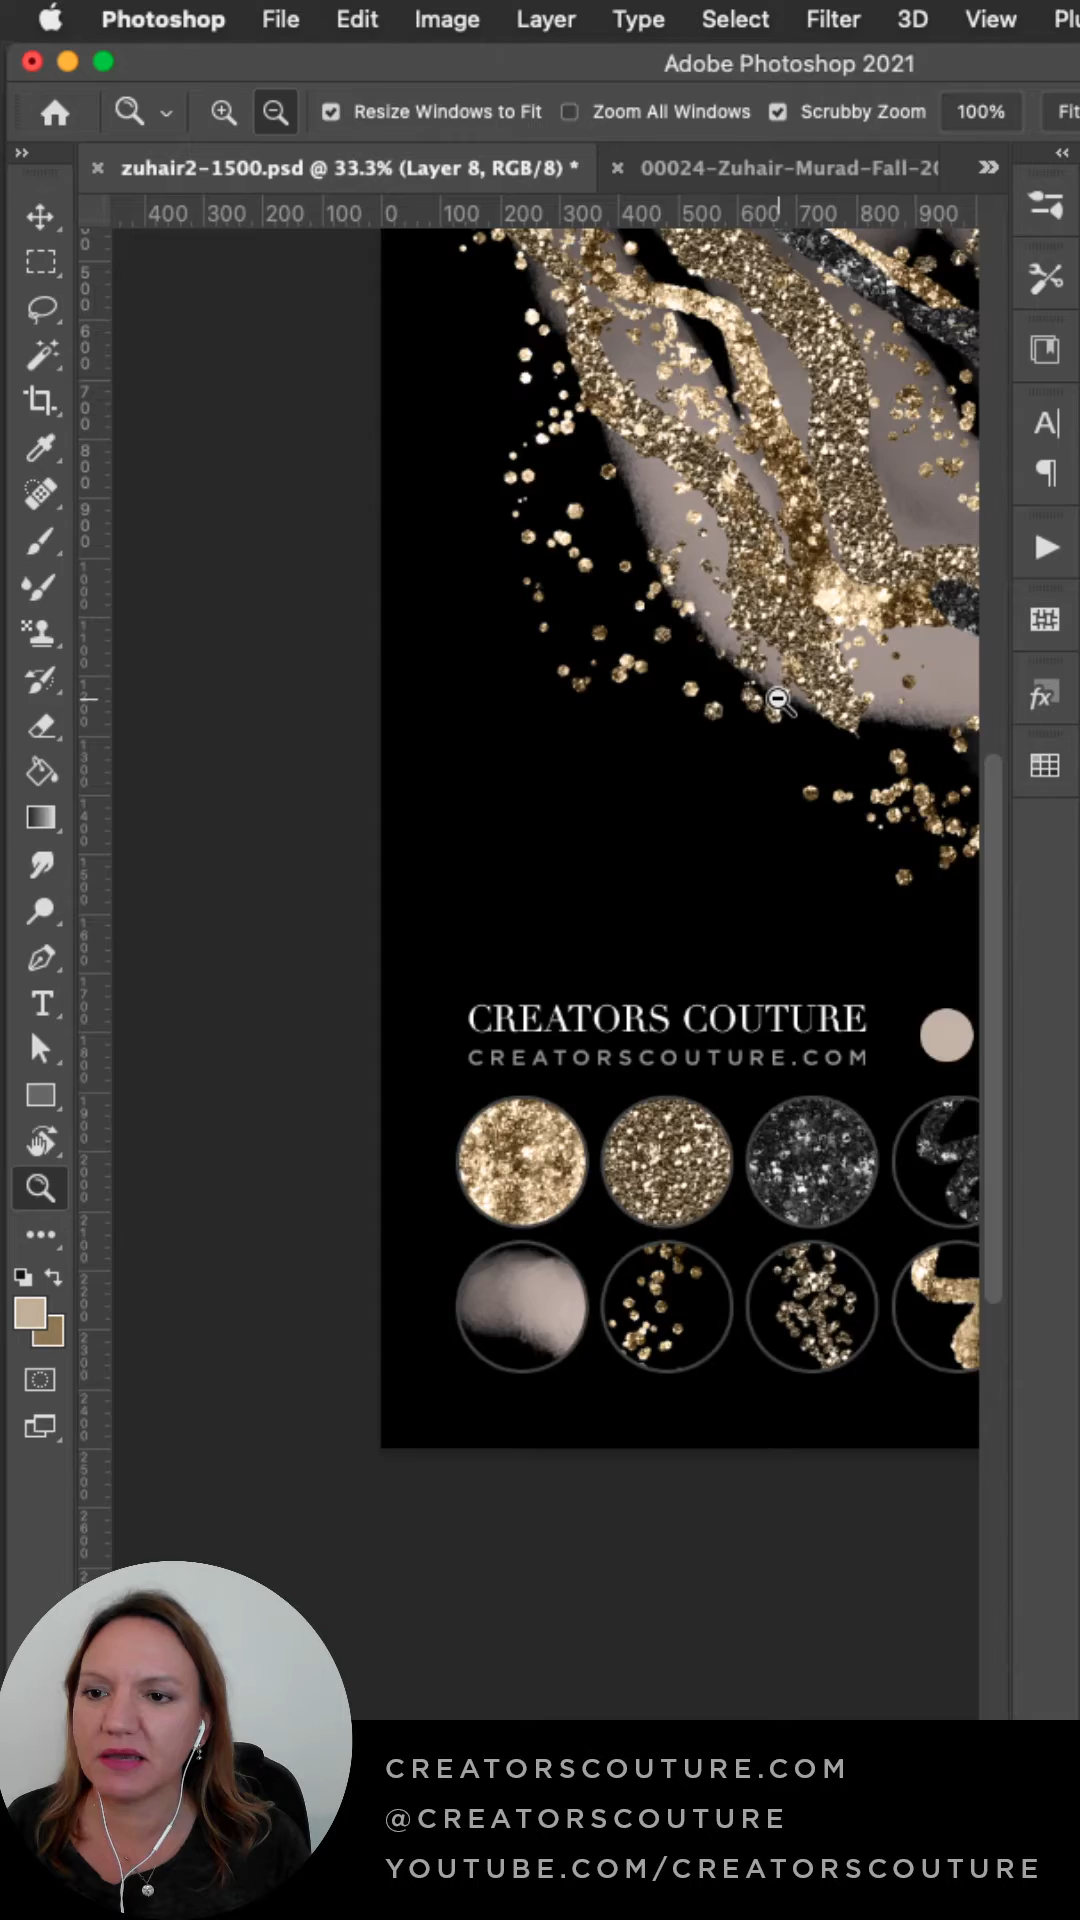 Photoshop File Edit Image Layer Type Select Filter 3D View
Adobe Photoshop 2021
Resize Windows to Fit Zoom All Windows Scrubby Zoom 100% Fit
zuhair2-1500.psd @ 33.3% (Layer 8, RGB/8) * 00024-Zuhair-Murad-Fall-20
400 300 200 100 0 100 200 300 400 500 600 700 800 900
CREATORS COUTURE
CREATORSCOUTURE.COM
CREATORSCOUTURE.COM
@CREATORSCOUTURE
YOUTUBE.COM/CREATORSCOUTURE